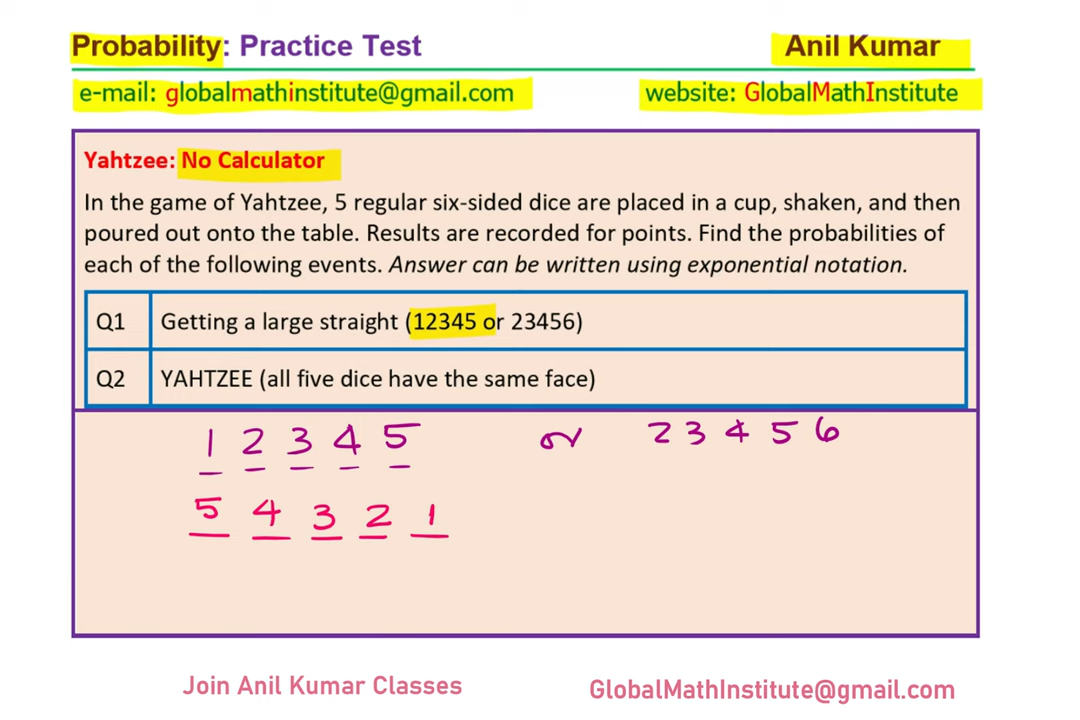 Probability: Practice Test Anil Kumar
e-mail: globalmathinstitute@gmail.com website: GlobalMathInstitute
Yahtzee: No Calculator
In the game of Yahtzee, 5 regular six-sided dice are placed in a cup, shaken, and then
poured out onto the table. Results are recorded for points. Find the probabilities of
each of the following events. Answer can be written using exponential notation.
Q1 Getting a large straight (12345 or 23456)
Q2 YAHTZEE (all five dice have the same face)
1 2 3 4 5 or 2 3 4 5 6
5 4 3 2 1
Join Anil Kumar Classes GlobalMathInstitute@gmail.com